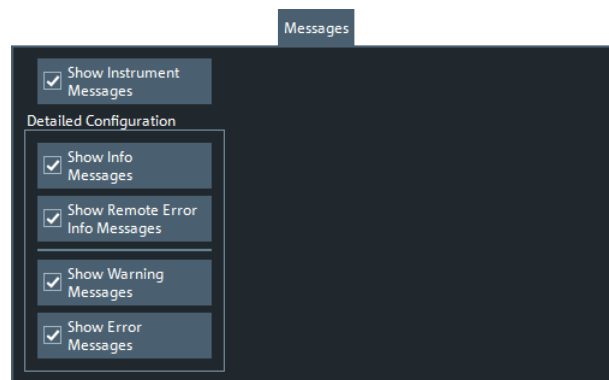 Messages
Show Instrument
Messages
Detailed Configuration
Show Info
Messages
Show Remote Error
Info Messages
Show Warning
Messages
Show Error
Messages